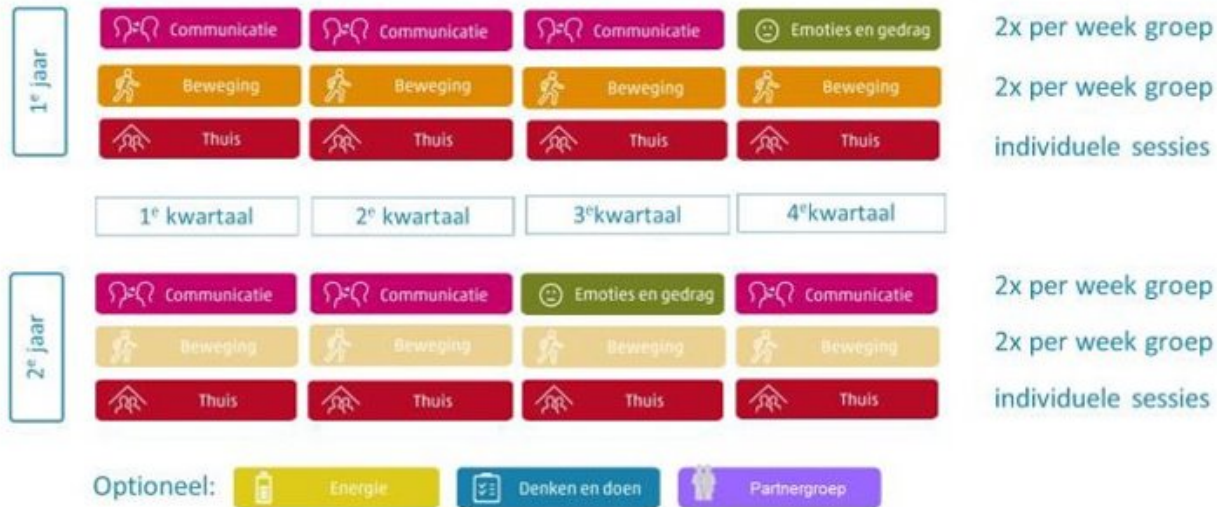 1e jaar
Communicatie Communicatie Communicatie Emoties en gedrag 2x per week groep
Beweging Beweging Beweging Beweging 2x per week groep
Thuis Thuis Thuis Thuis individuele sessies
1e kwartaal 2e kwartaal 3ekwartaal 4ekwartaal
2e jaar
Communicatie Communicatie Emoties en gedrag Communicatie 2x per week groep
Beweging Beweging Beweging Beweging 2x per week groep
Thuis Thuis Thuis Thuis individuele sessies
Optioneel: Energie Denken en doen Partnergroep